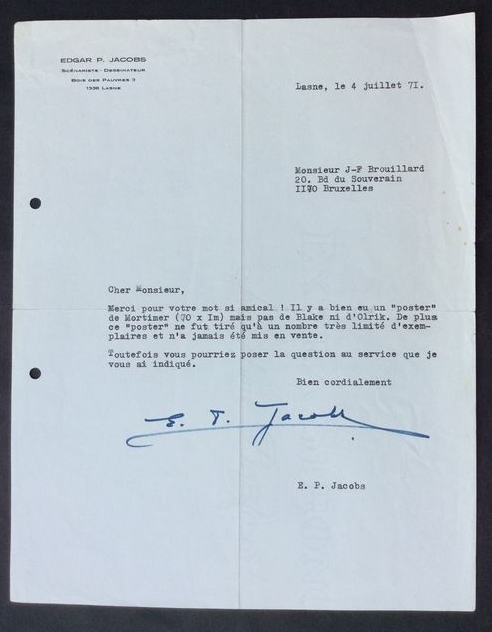 EDGAR P. JACOBS
SCÉNARISTE - DESSINATEUR
BOIS DES PAUVRES 3
1338 LASNE
Lasne, le 4 juillet 7I.
Monsieur J-F Brouillard
20. Bd du Souverain
II70 Bruxelles
Cher Monsieur,
Merci pour votre mot si amical ! Il y a bien eu un "poster"
de Mortimer (70 x Im) mais pas de Blake ni d'Olrik. De plus
ce "poster" ne fut tiré qu'à un nombre très limité d'exem-
plaires et n'a jamais été mis en vente.
Toutefois vous pourriez poser la question au service que je
vous ai indiqué.
Bien cordialement
E. P. Jacobs
E. P. Jacobs